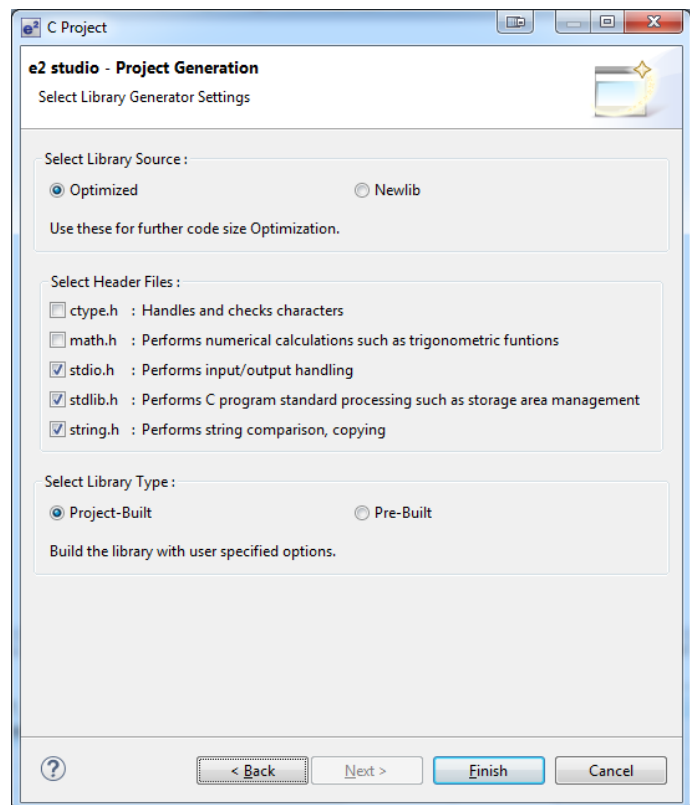 e² C Project
e2 studio - Project Generation
Select Library Generator Settings
Select Library Source :
Optimized Newlib
Use these for further code size Optimization.
Select Header Files :
ctype.h : Handles and checks characters
math.h : Performs numerical calculations such as trigonometric funtions
stdio.h : Performs input/output handling
stdlib.h : Performs C program standard processing such as storage area management
string.h : Performs string comparison, copying
Select Library Type :
Project-Built Pre-Built
Build the library with user specified options.
? < Back Next > Finish Cancel